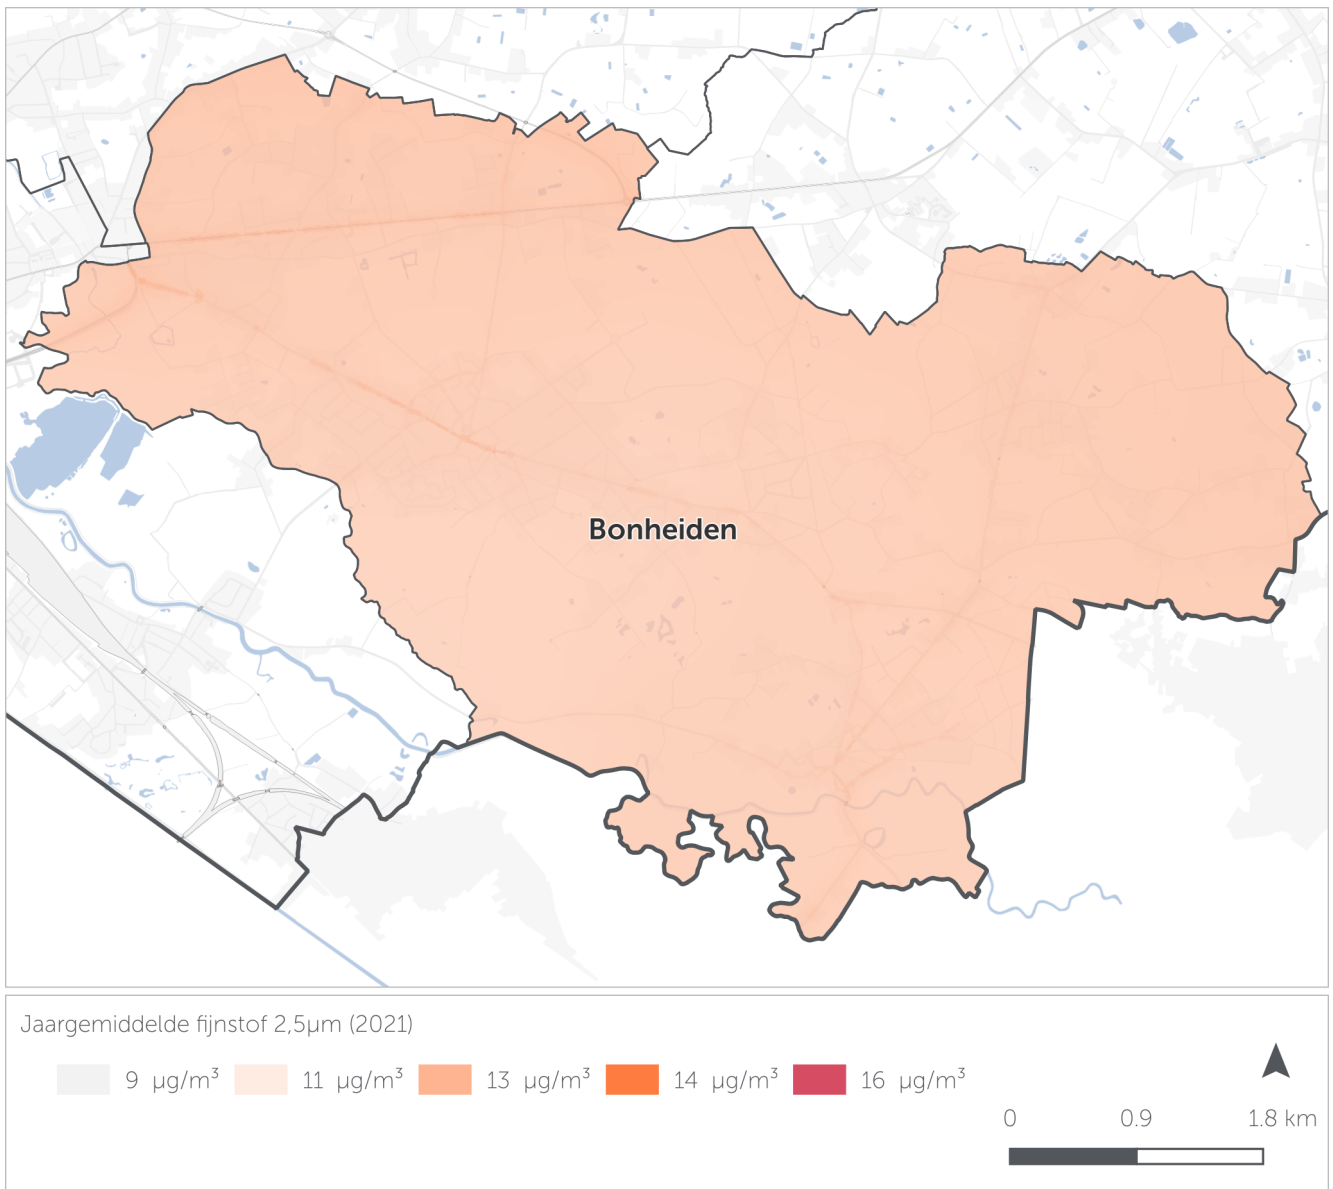 Bonheiden
Jaargemiddelde fijnstof 2,5µm (2021)
9 µg/m³ 11 µg/m³ 13 µg/m³ 14 µg/m³ 16 µg/m³
0 0.9 1.8 km